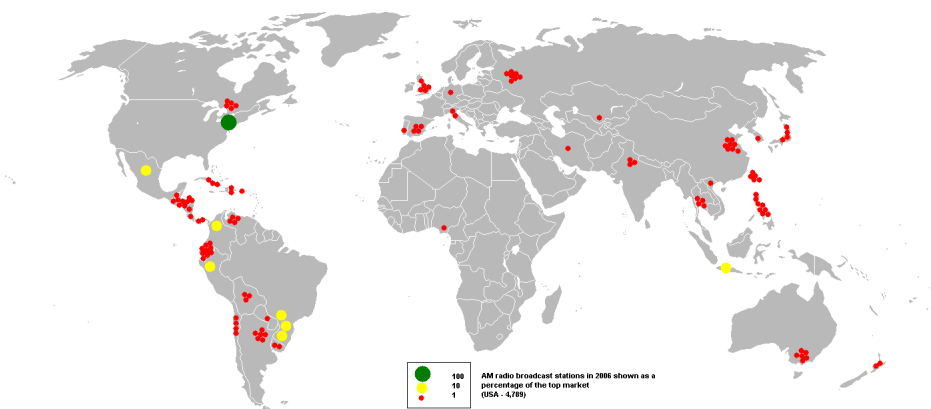 100
10
1
AM radio broadcast stations in 2006 shown as a
percentage of the top market
(USA - 4,789)